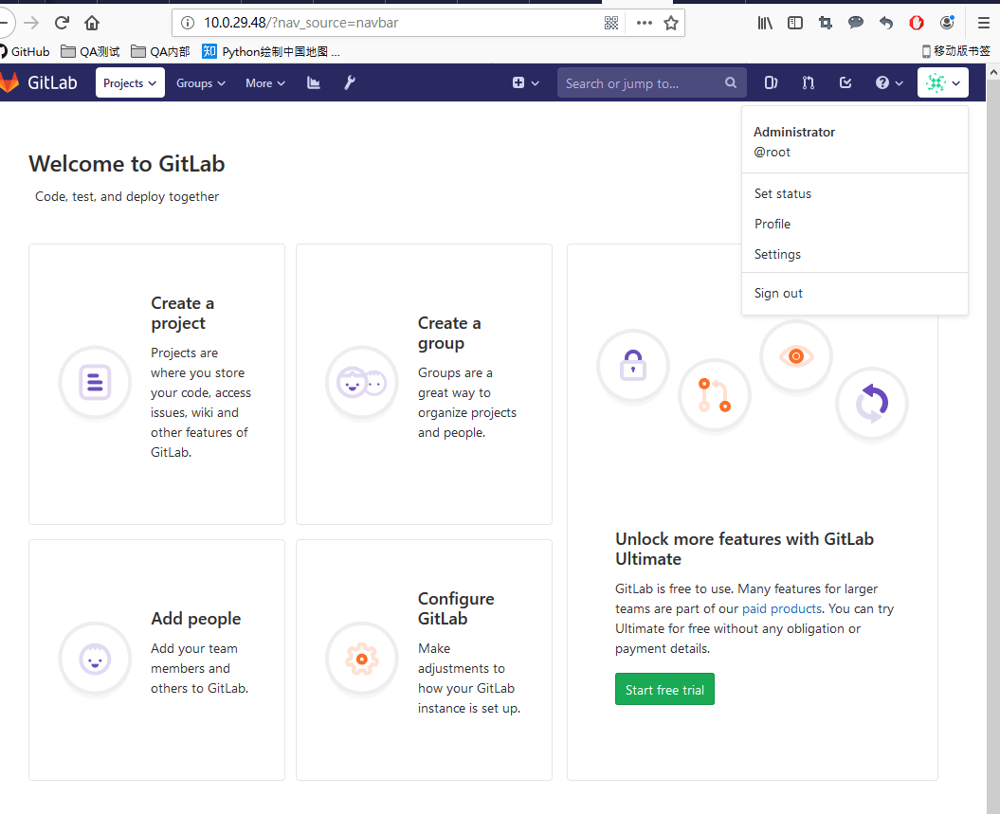 10.0.29.48/?nav_source=navbar
GitHub QA测试 QA内部 知 Python绘制中国地图 ... 移动版书签
GitLab Projects Groups More Search or jump to...
Administrator
@root
Set status
Profile
Settings
Sign out
Welcome to GitLab
Code, test, and deploy together
Create a
project
Projects are
where you store
your code, access
issues, wiki and
other features of
GitLab.
Create a
group
Groups are a
great way to
organize projects
and people.
Add people
Add your team
members and
others to GitLab.
Configure
GitLab
Make
adjustments to
how your GitLab
instance is set up.
Unlock more features with GitLab
Ultimate
GitLab is free to use. Many features for larger
teams are part of our paid products. You can try
Ultimate for free without any obligation or
payment details.
Start free trial